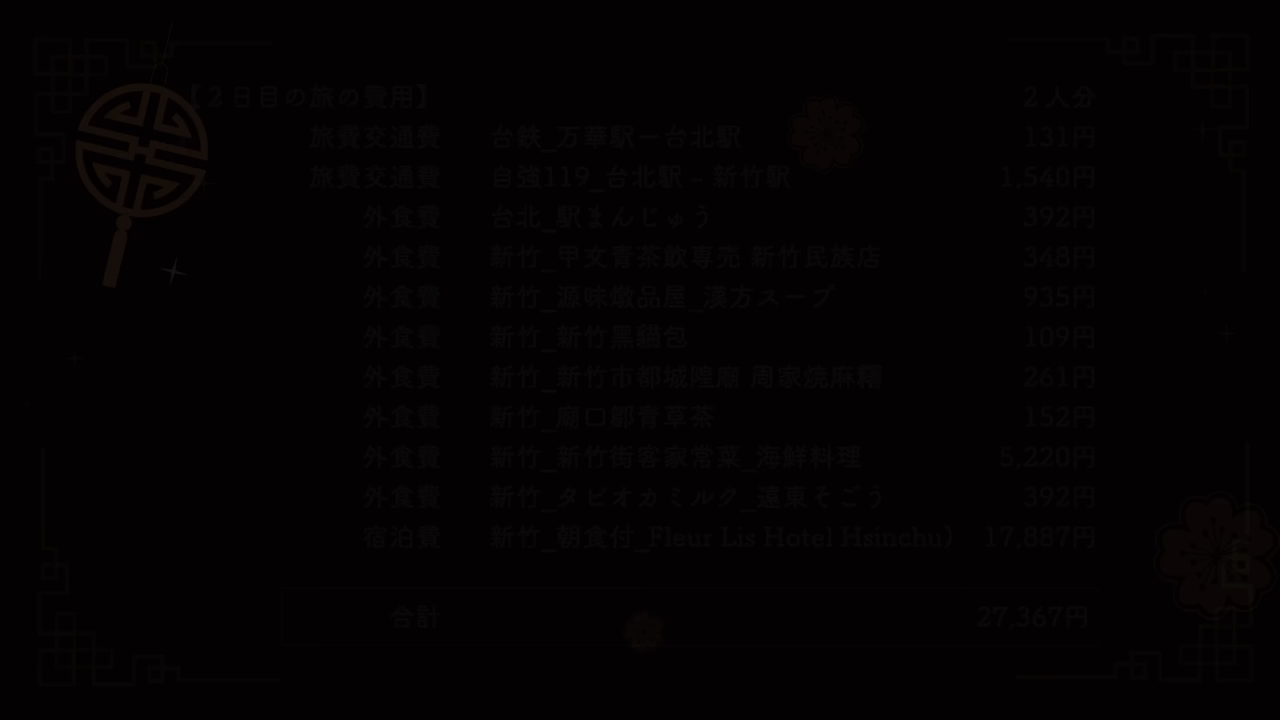 【2日目の旅の費用】 2人分
旅費交通費 台鉄_万華駅ー台北駅 131円
旅費交通費 自強119_台北駅 - 新竹駅 1,540円
外食費 台北_駅まんじゅう 392円
外食費 新竹_甲文青茶飲専売 新竹民族店 348円
外食費 新竹_源味燉品屋_漢方スープ 935円
外食費 新竹_新竹黑貓包 109円
外食費 新竹_新竹市都城隍廟 周家焼麻糬 261円
外食費 新竹_廟口郡青草茶 152円
外食費 新竹_新竹街客家常菜_海鮮料理 5,220円
外食費 新竹_タピオカミルク_遠東そごう 392円
宿泊費 新竹_朝食付_Fleur Lis Hotel Hsinchu) 17,887円
合計 27,367円